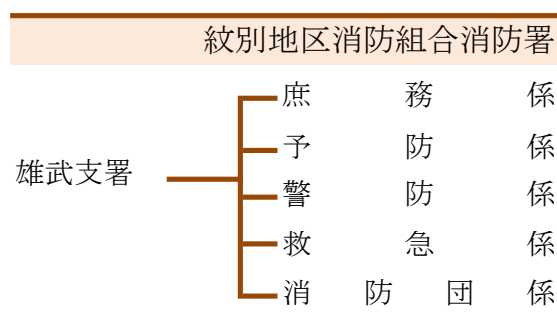 紋別地区消防組合消防署
庶務係
予防係
雄武支署
警防係
救急係
消防団係